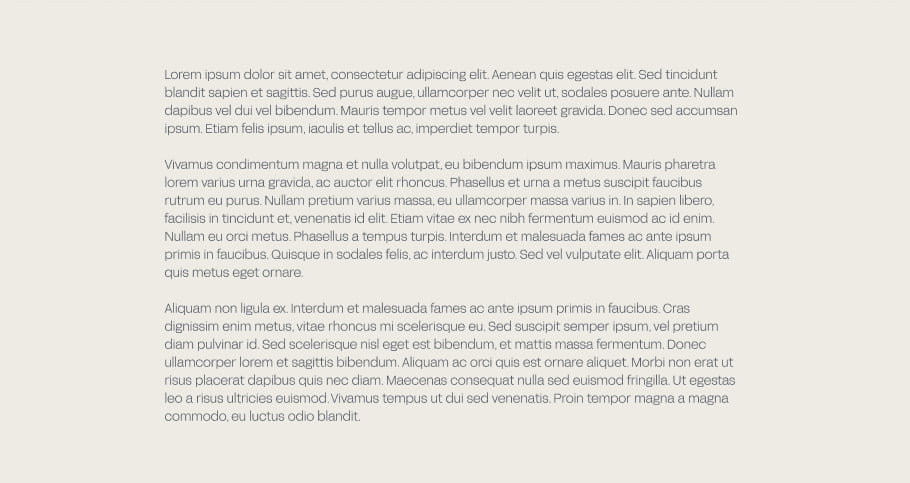 Lorem ipsum dolor sit amet, consectetur adipiscing elit. Aenean quis egestas elit. Sed tincidunt
blandit sapien et sagittis. Sed purus augue, ullamcorper nec velit ut, sodales posuere ante. Nullam
dapibus vel dui vel bibendum. Mauris tempor metus vel velit laoreet gravida. Donec sed accumsan
ipsum. Etiam felis ipsum, iaculis et tellus ac, imperdiet tempor turpis.
Vivamus condimentum magna et nulla volutpat, eu bibendum ipsum maximus. Mauris pharetra
lorem varius urna gravida, ac auctor elit rhoncus. Phasellus et urna a metus suscipit faucibus
rutrum eu purus. Nullam pretium varius massa, eu ullamcorper massa varius in. In sapien libero,
facilisis in tincidunt et, venenatis id elit. Etiam vitae ex nec nibh fermentum euismod ac id enim.
Nullam eu orci metus. Phasellus a tempus turpis. Interdum et malesuada fames ac ante ipsum
primis in faucibus. Quisque in sodales felis, ac interdum justo. Sed vel vulputate elit. Aliquam porta
quis metus eget ornare.
Aliquam non ligula ex. Interdum et malesuada fames ac ante ipsum primis in faucibus. Cras
dignissim enim metus, vitae rhoncus mi scelerisque eu. Sed suscipit semper ipsum, vel pretium
diam pulvinar id. Sed scelerisque nisl eget est bibendum, et mattis massa fermentum. Donec
ullamcorper lorem et sagittis bibendum. Aliquam ac orci quis est ornare aliquet. Morbi non erat ut
risus placerat dapibus quis nec diam. Maecenas consequat nulla sed euismod fringilla. Ut egestas
leo a risus ultricies euismod. Vivamus tempus ut dui sed venenatis. Proin tempor magna a magna
commodo, eu luctus odio blandit.